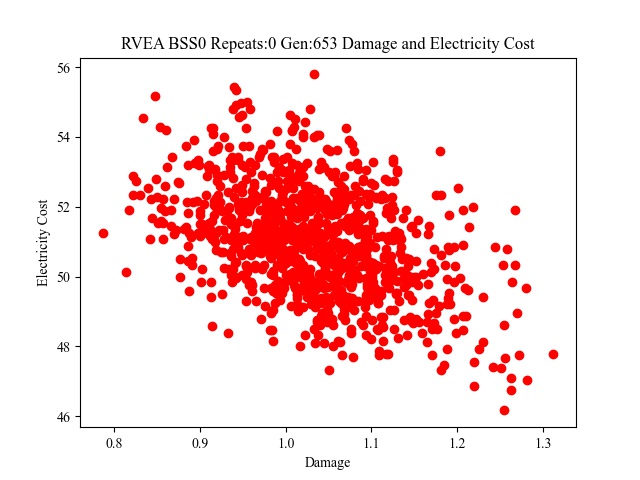 RVEA BSS0 Repeats:0 Gen:653 Damage and Electricity Cost
56
54
52
50
48
46
Electricity Cost
0.8 0.9 1.0 1.1 1.2 1.3
Damage